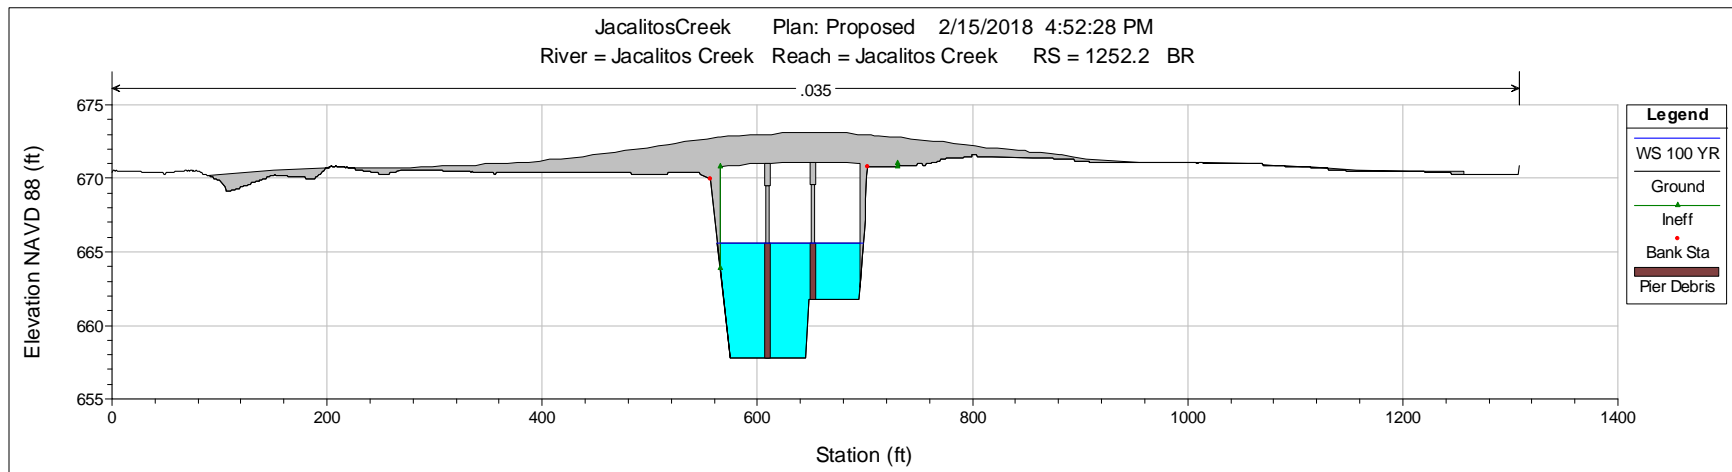 JacalitosCreek Plan: Proposed 2/15/2018 4:52:28 PM
River = Jacalitos Creek Reach = Jacalitos Creek RS = 1252.2 BR
.035
675
670
665
660
655
Elevation NAVD 88 (ft)
0 200 400 600 800 1000 1200 1400
Station (ft)
Legend
WS 100 YR
Ground
Ineff
Bank Sta
Pier Debris